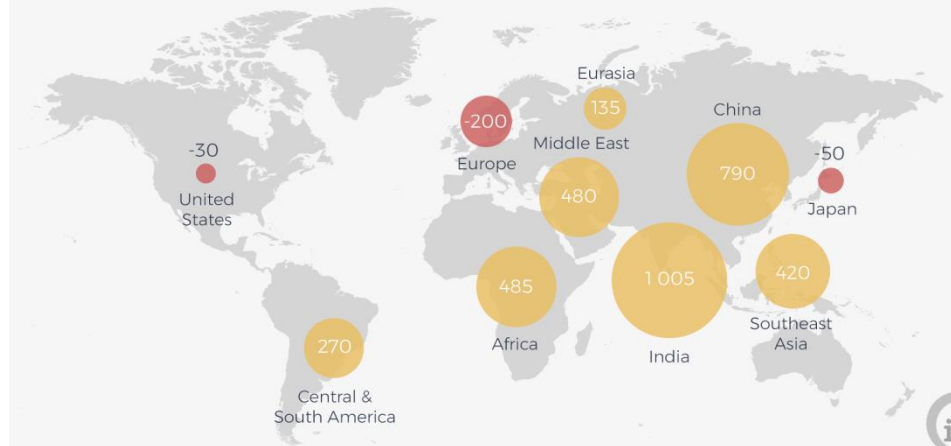 Eurasia
135
China
-200
Europe
Middle East
-30
United
States
480
790
-50
Japan
485
Africa
1 005
India
420
Southeast
Asia
270
Central &
South America